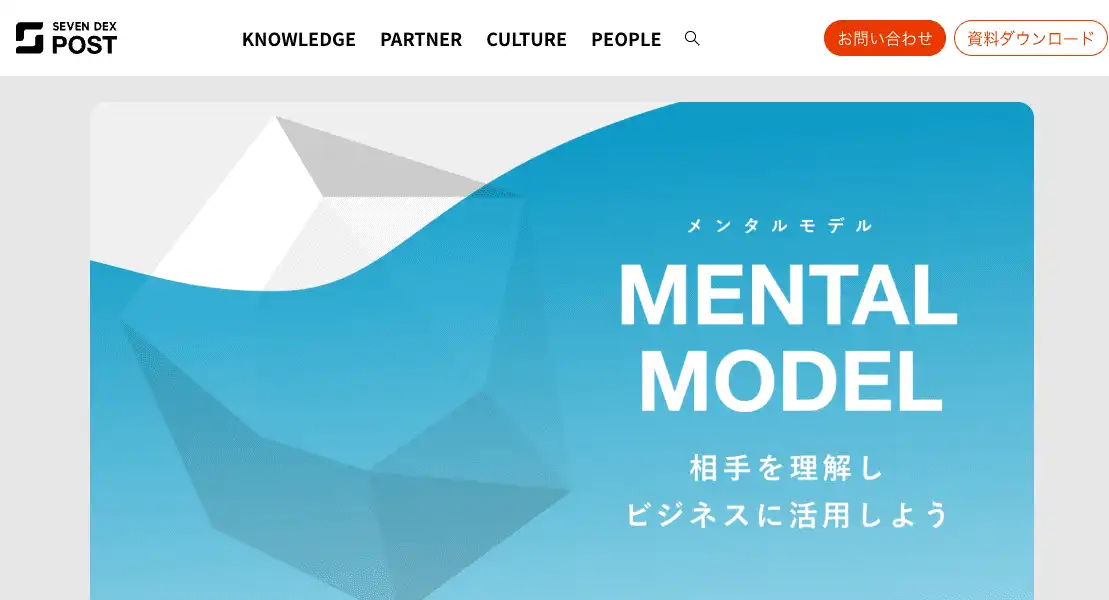 SEVEN DEX
POST
KNOWLEDGE PARTNER CULTURE PEOPLE
お問い合わせ
資料ダウンロード
メンタルモデル
MENTAL
MODEL
相手を理解し
ビジネスに活用しよう